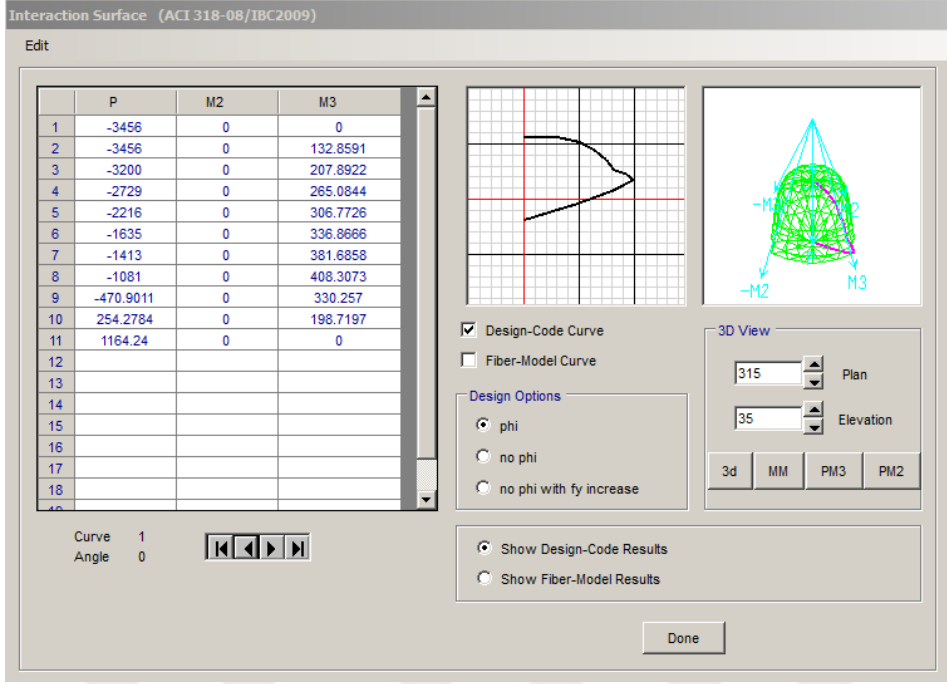 Interaction Surface (ACI 318-08/IBC2009)
Edit
P M2 M3
1 -3456 0 0
2 -3456 0 132.8591
3 -3200 0 207.8922
4 -2729 0 265.0844
5 -2216 0 306.7726
6 -1635 0 336.8666
7 -1413 0 381.6858
8 -1081 0 408.3073
9 -470.9011 0 330.257
10 254.2784 0 198.7197
11 1164.24 0 0
12
13
14
15
16
17
18
Curve 1
Angle 0
-M2
M3
Design-Code Curve
Fiber-Model Curve
Design Options
phi
no phi
no phi with fy increase
3D View
315 Plan
35 Elevation
3d MM PM3 PM2
Show Design-Code Results
Show Fiber-Model Results
Done